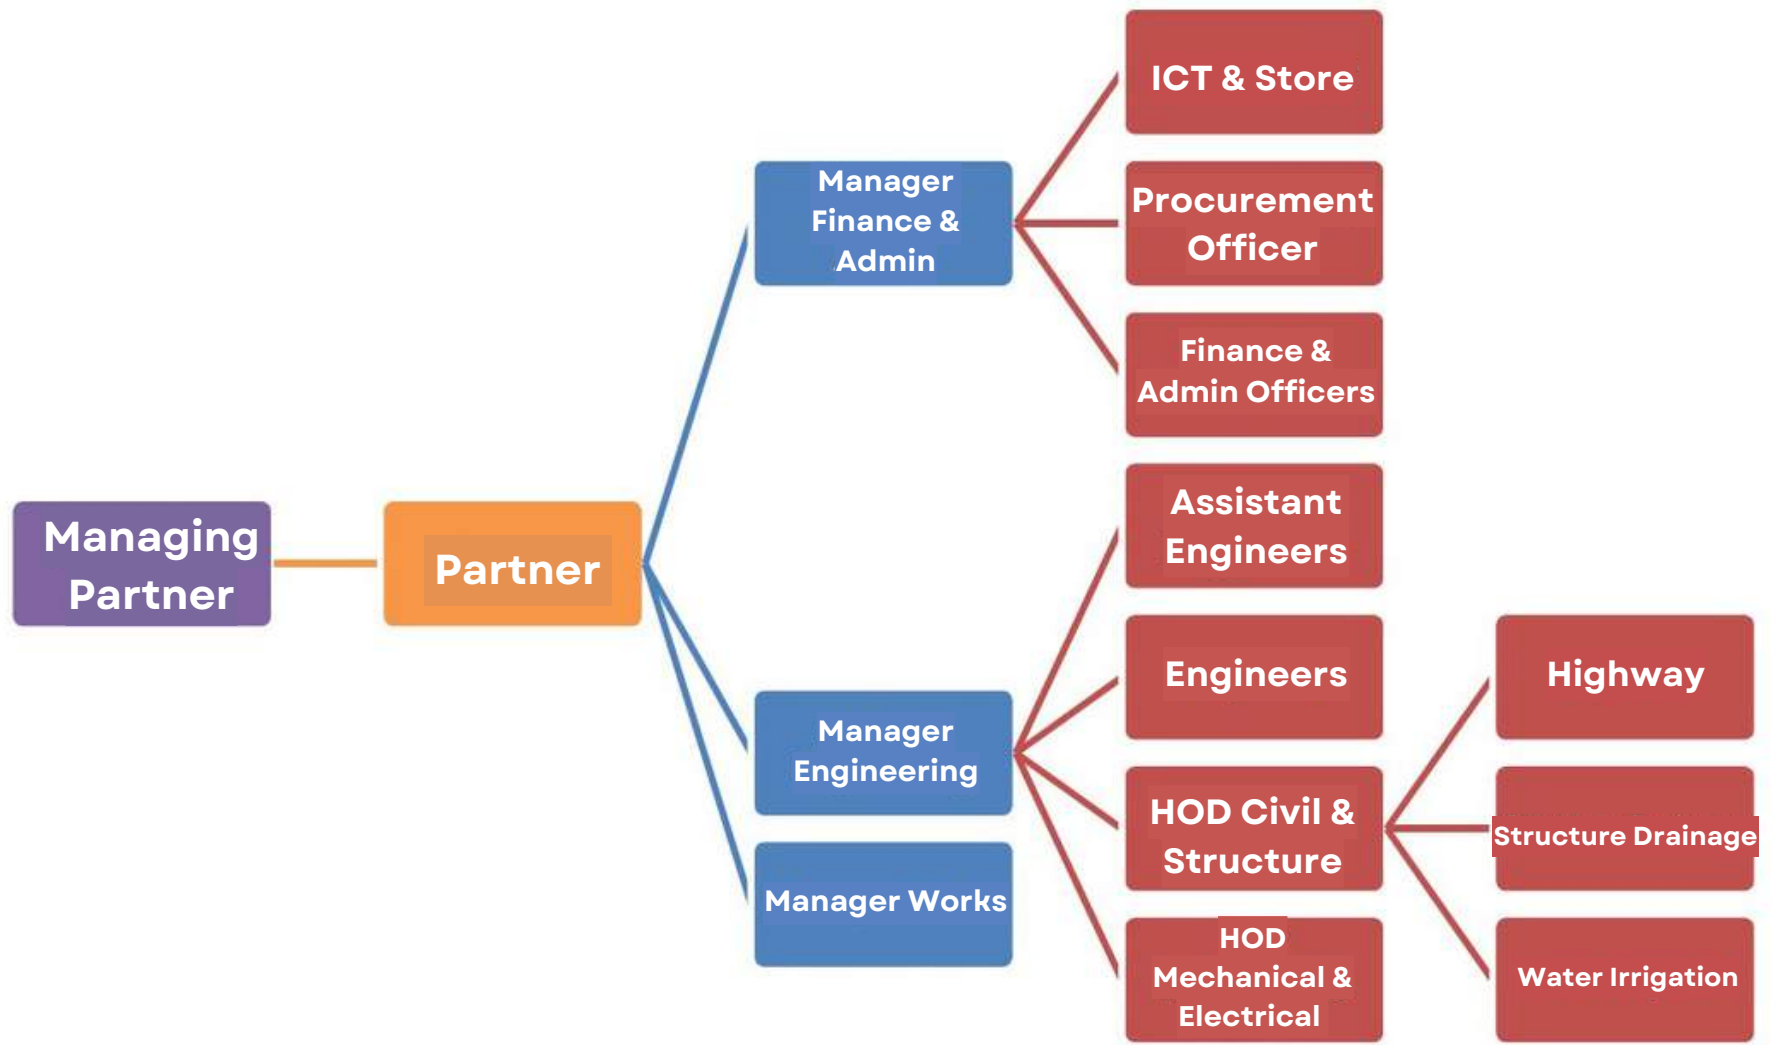 Managing
Partner
Partner
Manager
Finance &
Admin
ICT & Store
Procurement
Officer
Finance &
Admin Officers
Manager
Engineering
Assistant
Engineers
Engineers
HOD Civil &
Structure
Highway
Structure Drainage
Water Irrigation
HOD
Mechanical &
Electrical
Manager Works